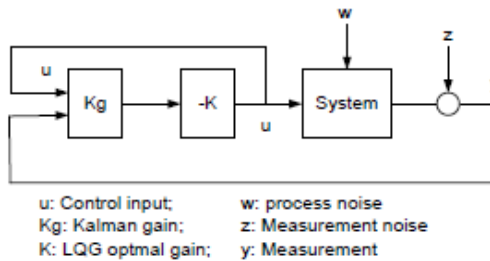 w
z
u
Kg
-K
System
u
u: Control input; w: process noise
Kg: Kalman gain; z: Measurement noise
K: LQG optmal gain; y: Measurement